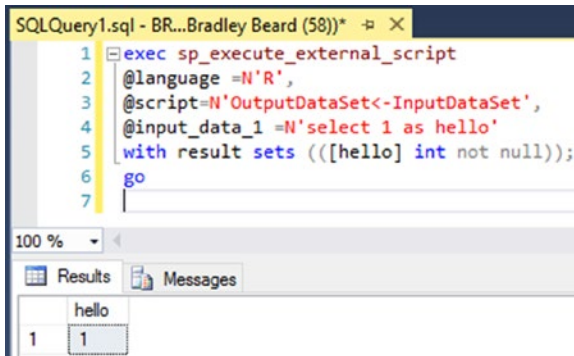 SQLQuery1.sql - BR...Bradley Beard (58))*
1 exec sp_execute_external_script
2 @language =N'R',
3 @script=N'OutputDataSet<-InputDataSet',
4 @input_data_1 =N'select 1 as hello'
5 with result sets (([hello] int not null));
6 go
7
100 %
Results Messages
hello
1 1